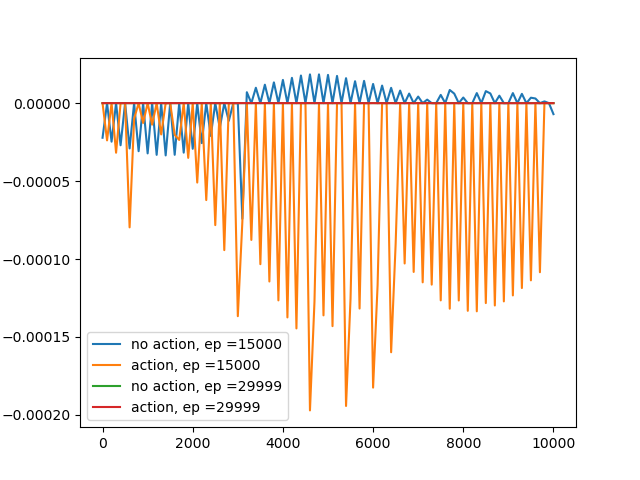 0.00000
−0.00005
−0.00010
−0.00015
−0.00020
no action, ep =15000
action, ep =15000
no action, ep =29999
action, ep =29999
0 2000 4000 6000 8000 10000